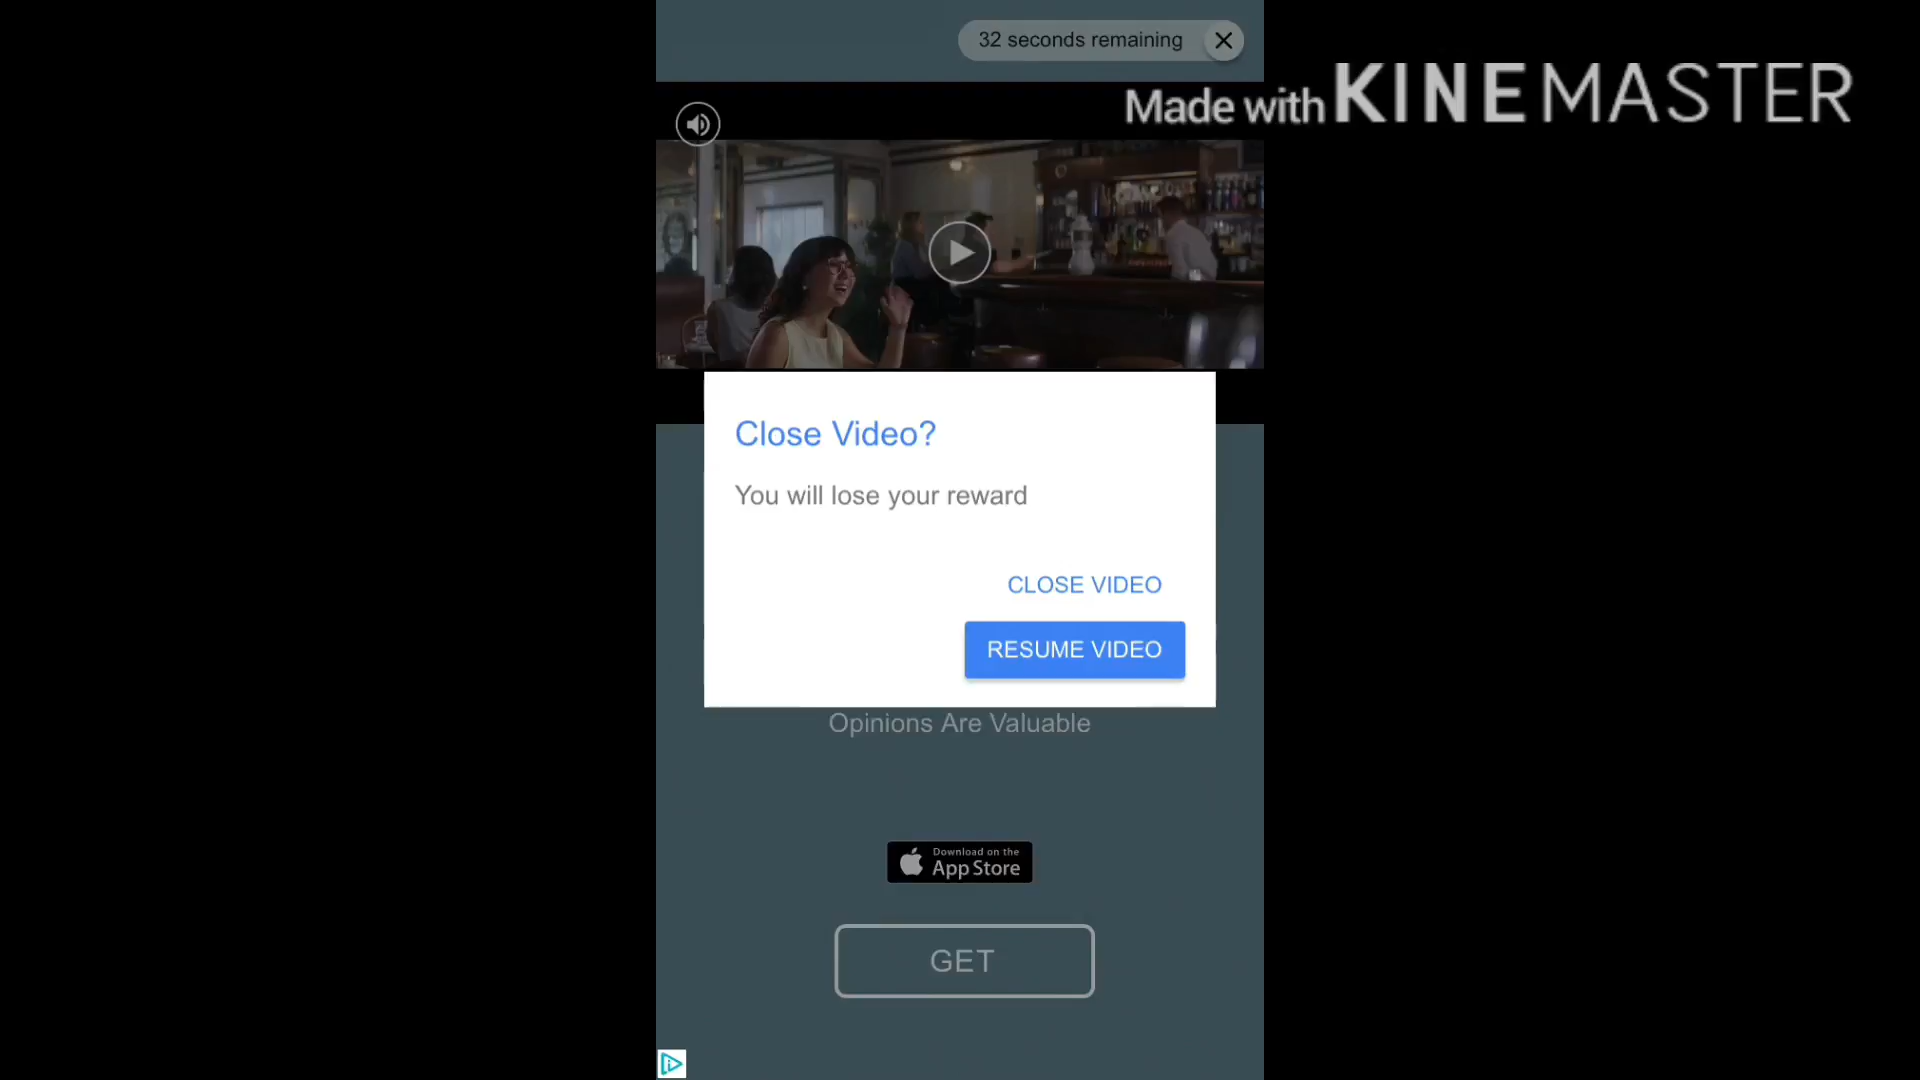 32 seconds remaining
Made with KINEMASTER
Close Video?
You will lose your reward
CLOSE VIDEO
RESUME VIDEO
Opinions Are Valuable
Download on the
App Store
GET